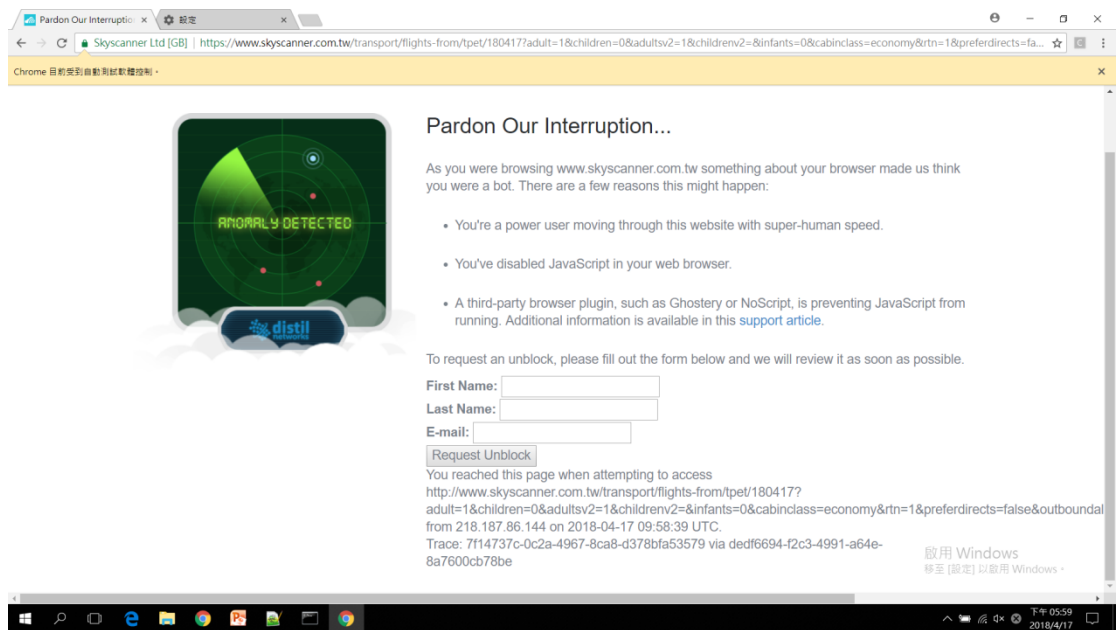 Pardon Our Interruptio
設定
Skyscanner Ltd [GB] | https://www.skyscanner.com.tw/transport/flights-from/tpet/180417?adult=1&children=0&adultsv2=1&childrenv2=&infants=0&cabinclass=economy&rtn=1&preferdirects=fa...
Chrome 目前受到自動測試軟體控制。
Pardon Our Interruption...
As you were browsing www.skyscanner.com.tw something about your browser made us think
you were a bot. There are a few reasons this might happen:
• You're a power user moving through this website with super-human speed.
• You've disabled JavaScript in your web browser.
• A third-party browser plugin, such as Ghostery or NoScript, is preventing JavaScript from
running. Additional information is available in this support article.
ANOMALY DETECTED
distil
networks
To request an unblock, please fill out the form below and we will review it as soon as possible.
First Name:
Last Name:
E-mail:
Request Unblock
You reached this page when attempting to access
http://www.skyscanner.com.tw/transport/flights-from/tpet/180417?
adult=1&children=0&adultsv2=1&childrenv2=&infants=0&cabinclass=economy&rtn=1&preferdirects=false&outboundal
from 218.187.86.144 on 2018-04-17 09:58:39 UTC.
Trace: 7f14737c-0c2a-4967-8ca8-d378bfa53579 via dedf6694-f2c3-4991-a64e-
8a7600cb78be
啟用 Windows
移至 [設定] 以啟用 Windows。
下午 05:59
2018/4/17